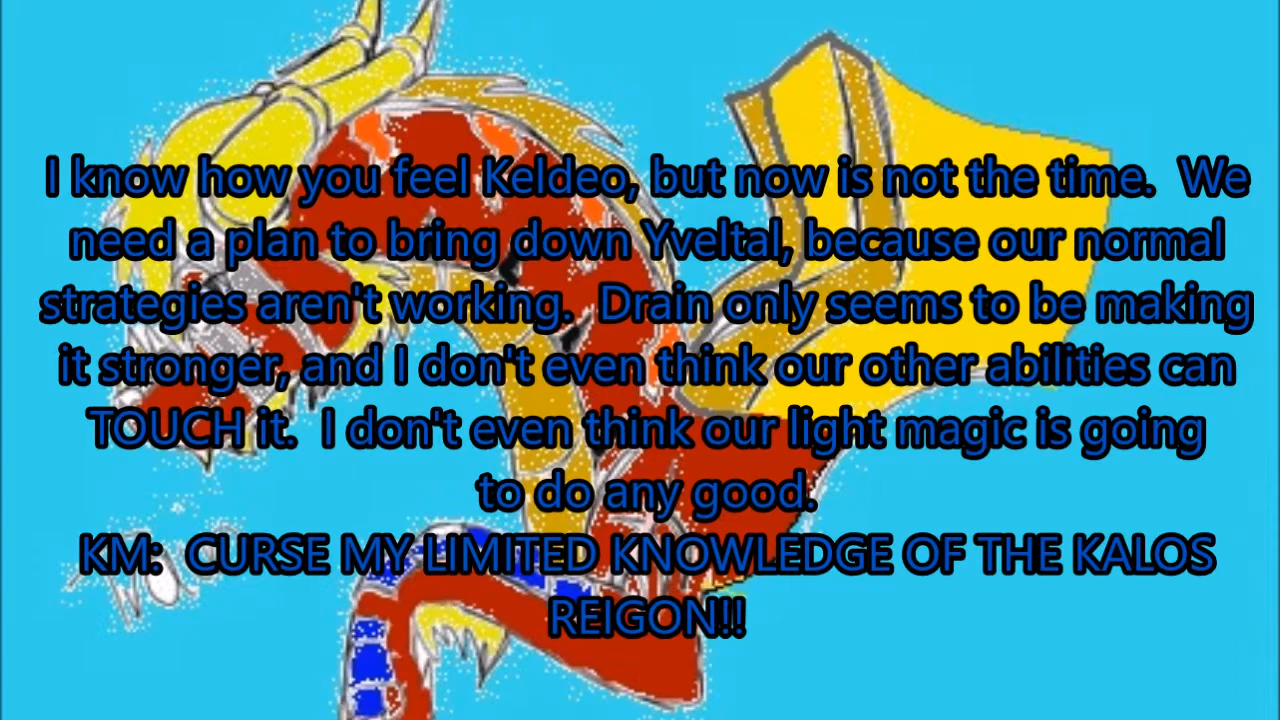 I know how you feel Keldeo, but now is not the time.  We
need a plan to bring down Yveltal, because our normal
strategies aren't working.  Drain only seems to be making
it stronger, and I don't even think our other abilities can
TOUCH it.  I don't even think our light magic is going
to do any good.
KM:  CURSE MY LIMITED KNOWLEDGE OF THE KALOS
REIGON!!